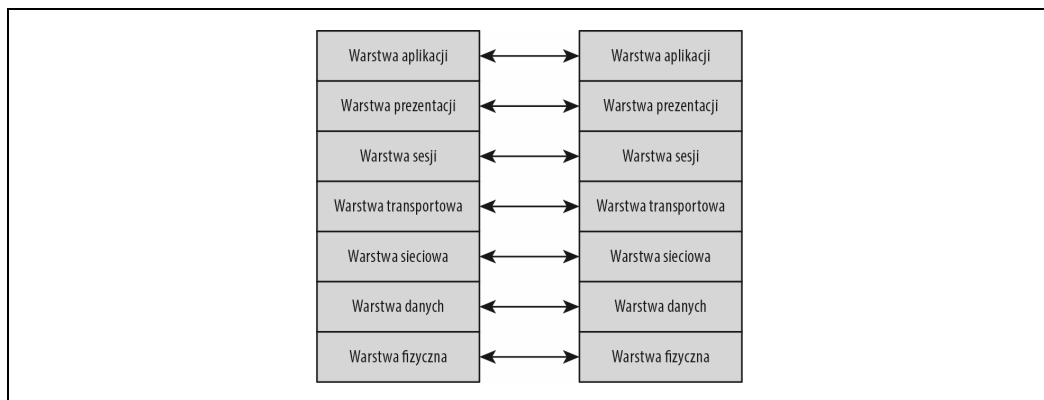 Warstwa aplikacji Warstwa aplikacji
Warstwa prezentacji Warstwa prezentacji
Warstwa sesji Warstwa sesji
Warstwa transportowa Warstwa transportowa
Warstwa sieciowa Warstwa sieciowa
Warstwa danych Warstwa danych
Warstwa fizyczna Warstwa fizyczna